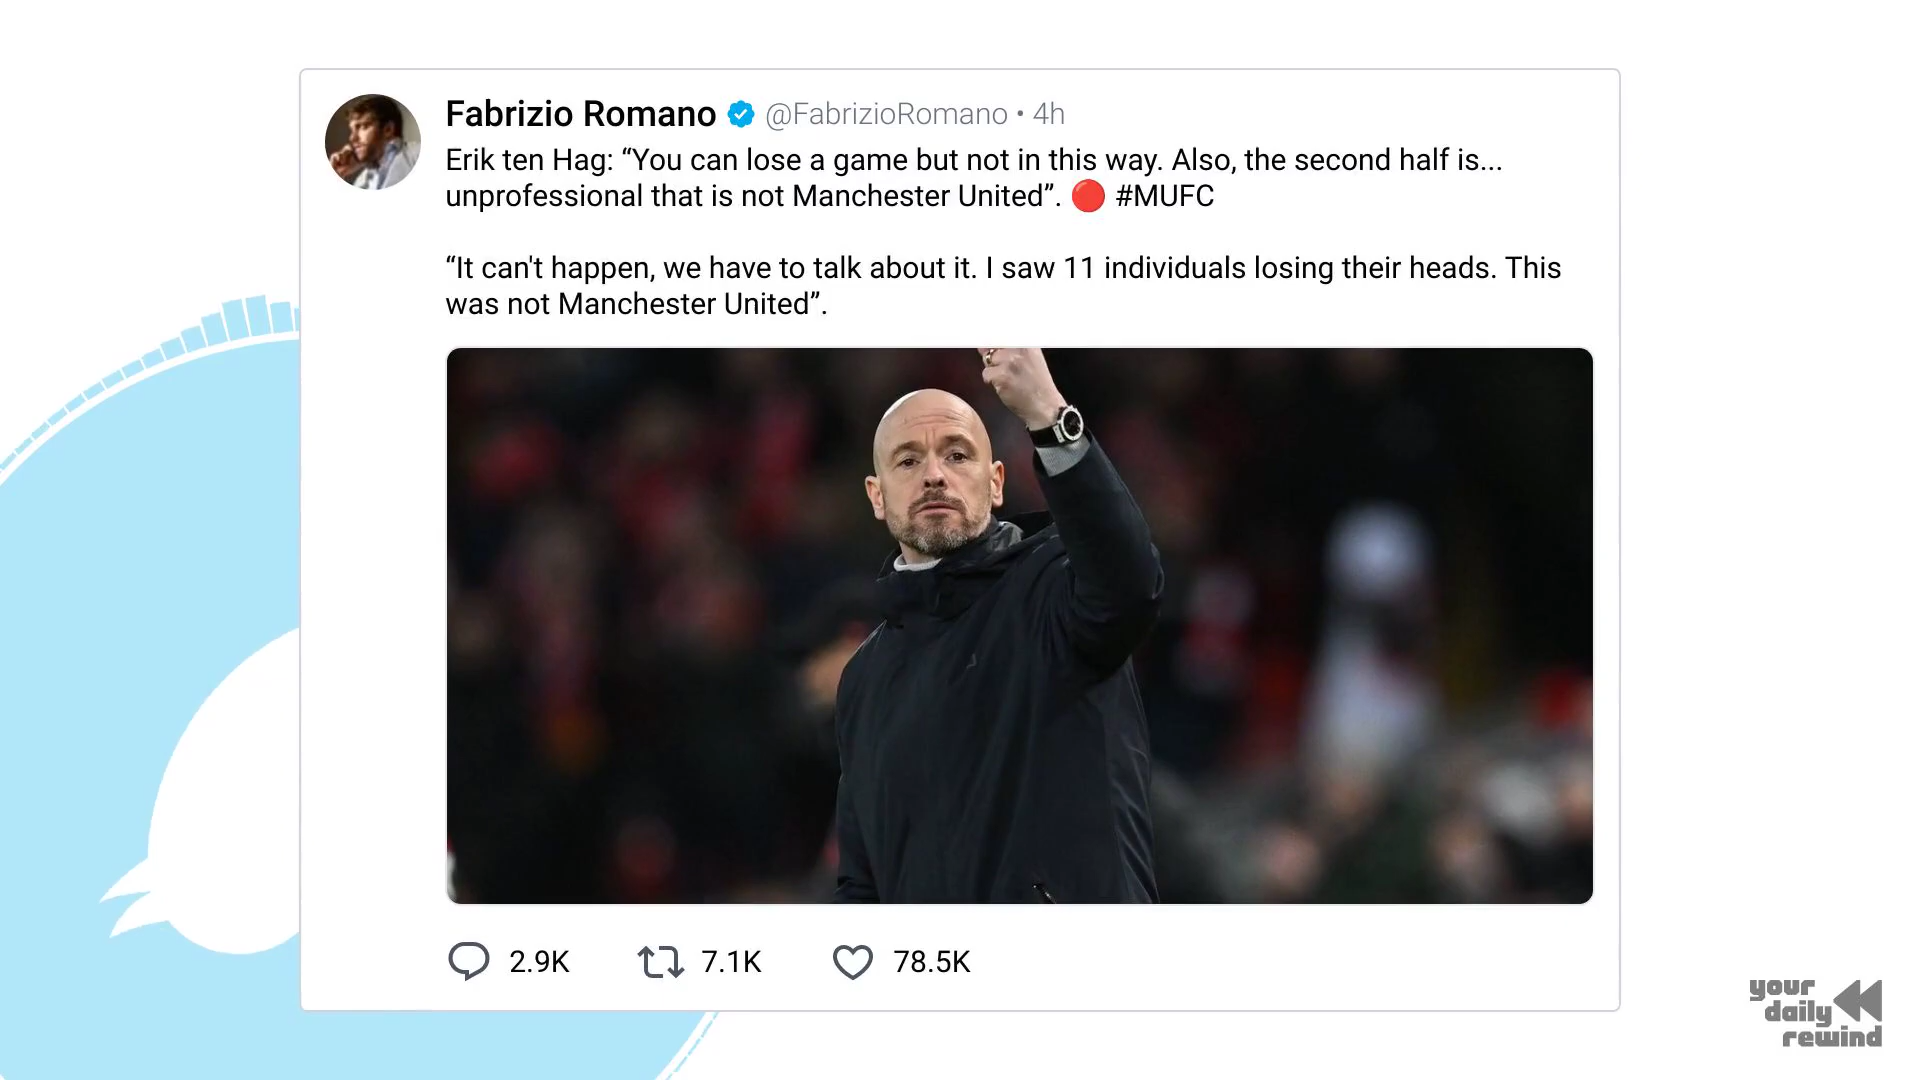 Fabrizio Romano @FabrizioRomano • 4h
Erik ten Hag: “You can lose a game but not in this way. Also, the second half is...
unprofessional that is not Manchester United”. 🔴 #MUFC
“It can't happen, we have to talk about it. I saw 11 individuals losing their heads. This
was not Manchester United”.
2.9K 7.1K 78.5K
your
daily
rewind